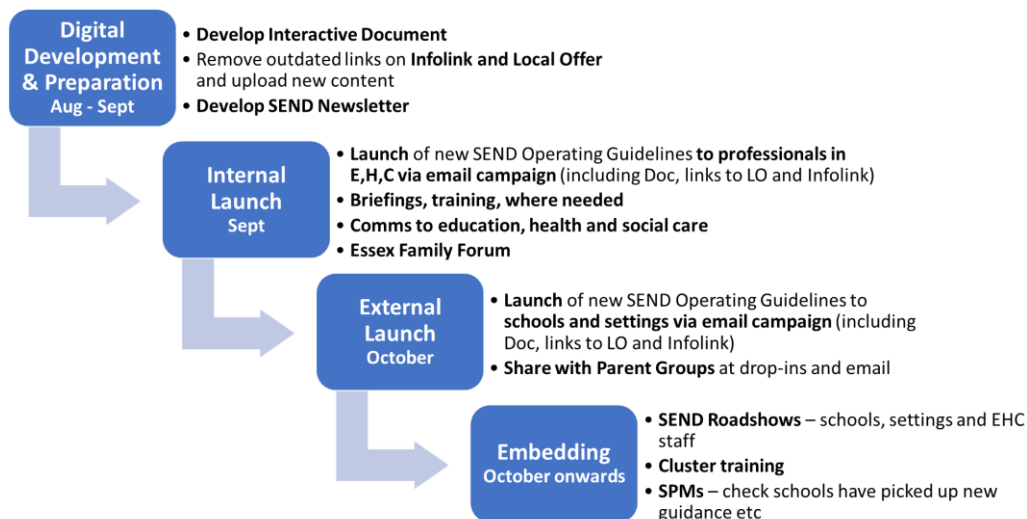 Digital
Development
& Preparation
Aug - Sept
• Develop Interactive Document
• Remove outdated links on Infolink and Local Offer
and upload new content
• Develop SEND Newsletter
Internal
Launch
Sept
• Launch of new SEND Operating Guidelines to professionals in
E,H,C via email campaign (including Doc, links to LO and Infolink)
• Briefings, training, where needed
• Comms to education, health and social care
• Essex Family Forum
External
Launch
October
• Launch of new SEND Operating Guidelines to
schools and settings via email campaign (including
Doc, links to LO and Infolink)
• Share with Parent Groups at drop-ins and email
Embedding
October onwards
• SEND Roadshows – schools, settings and EHC
staff
• Cluster training
• SPMs – check schools have picked up new
guidance etc